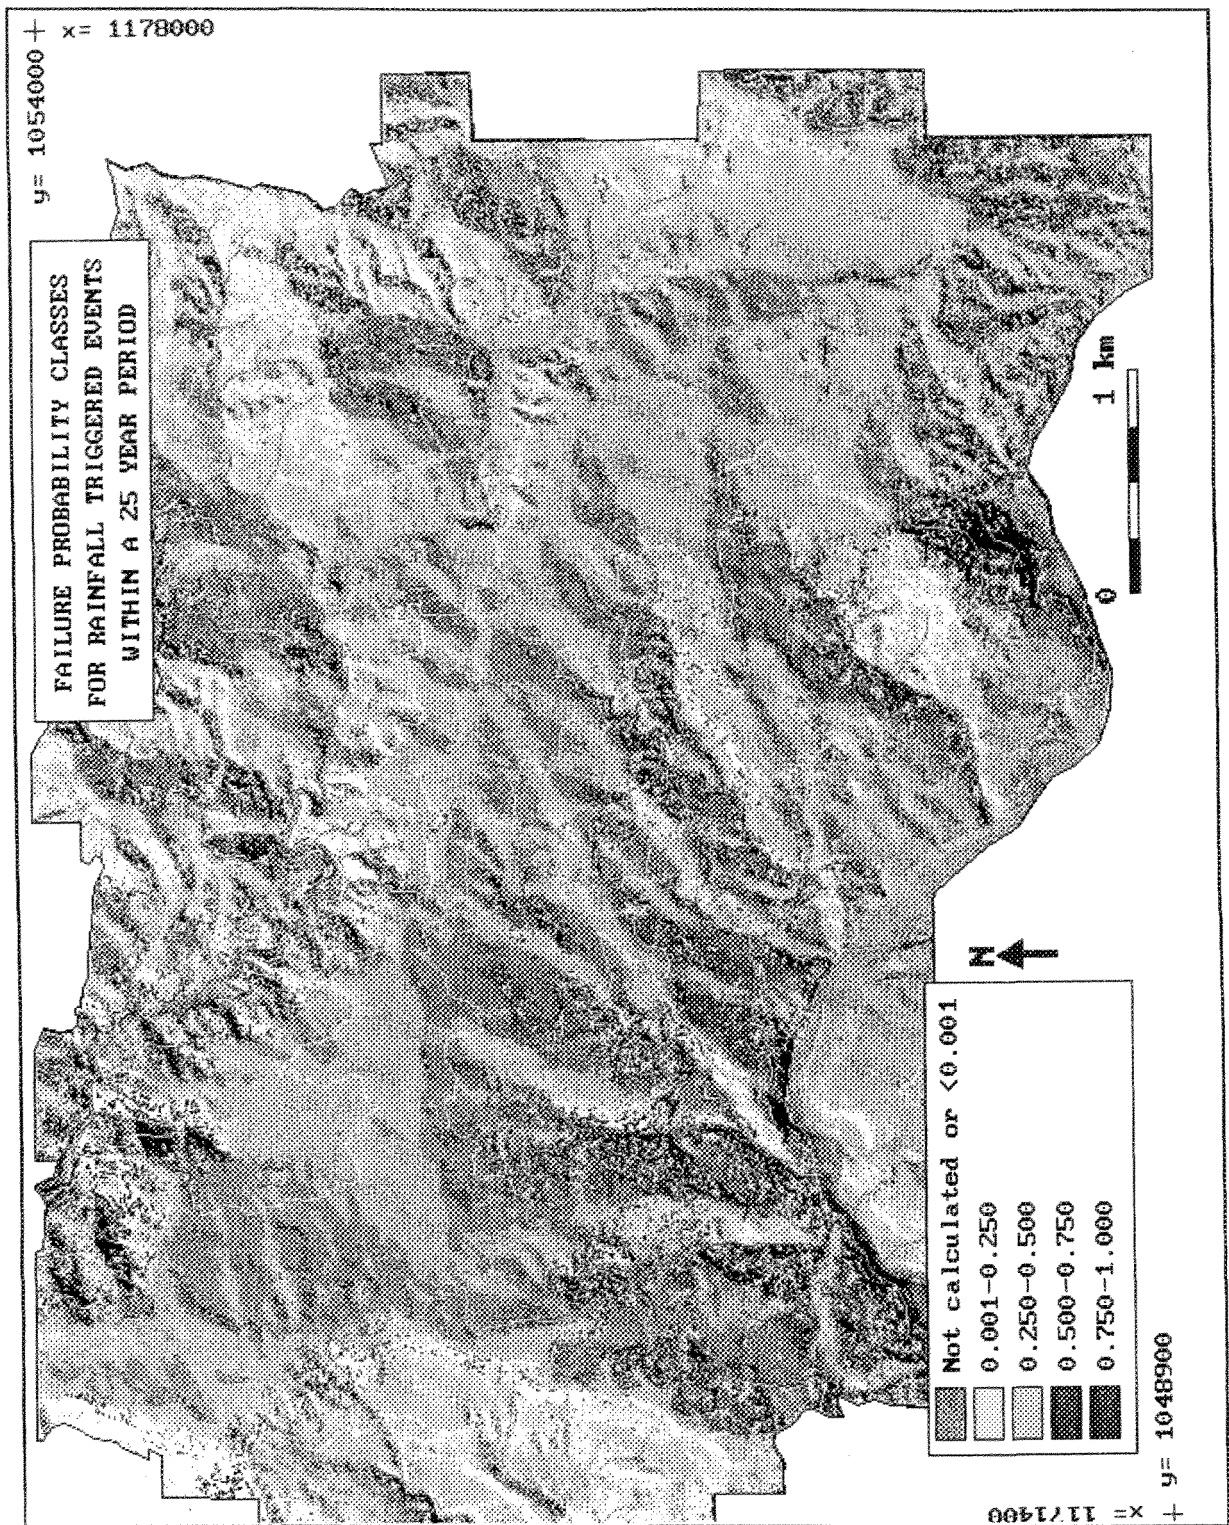 y= 1054000
x= 1178000
FAILURE PROBABILITY CLASSES
FOR RAINFALL TRIGGERED EVENTS
WITHIN A 25 YEAR PERIOD
0 1 km
N
Not calculated or <0.001
0.001-0.250
0.250-0.500
0.500-0.750
0.750-1.000
x= 1171400
y= 1048900